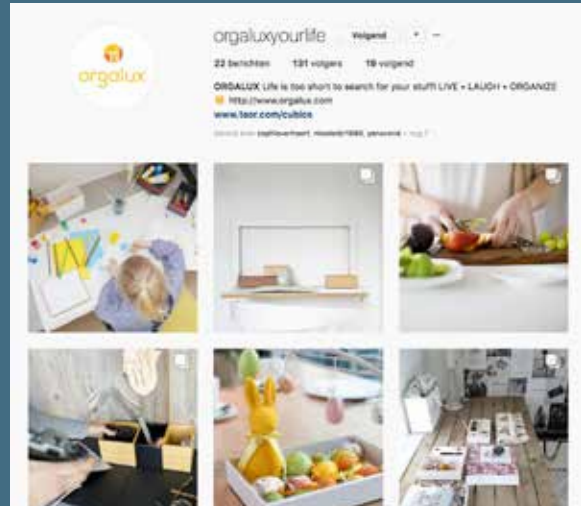 orgalux
orgaluxyourlife Volgend
22 berichten 131 volgers 19 volgend
ORGALUX Life is too short to search for your stuff! LIVE • LAUGH • ORGANIZE
http://www.orgalux.com
www.teor.com/cubics